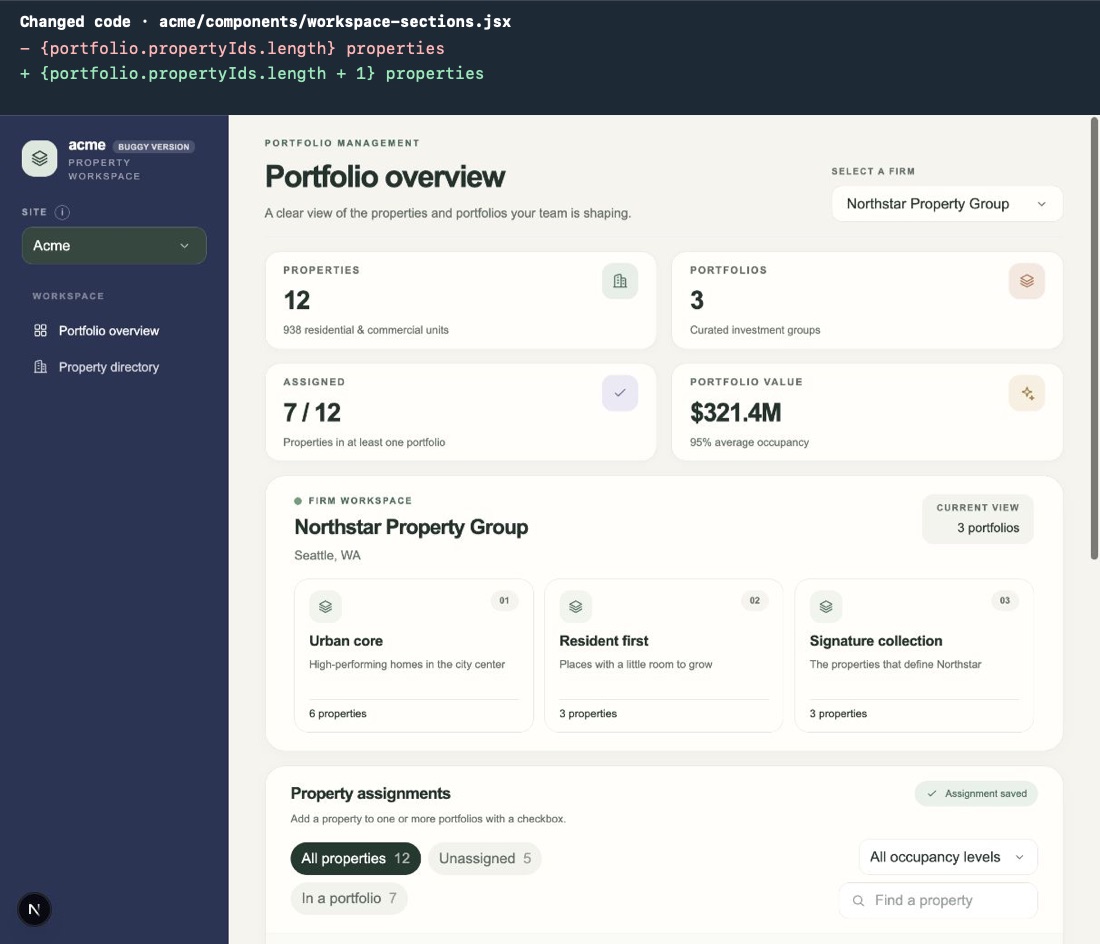 Changed code · acme/components/workspace-sections.jsx
− {portfolio.propertyIds.length} properties
+ {portfolio.propertyIds.length + 1} properties
acme BUGGY VERSION
PROPERTY
WORKSPACE
SITE i
Acme
WORKSPACE
Portfolio overview
Property directory
N
PORTFOLIO MANAGEMENT
Portfolio overview
A clear view of the properties and portfolios your team is shaping.
SELECT A FIRM
Northstar Property Group
PROPERTIES
12
938 residential & commercial units
PORTFOLIOS
3
Curated investment groups
ASSIGNED
7 / 12
Properties in at least one portfolio
PORTFOLIO VALUE
$321.4M
95% average occupancy
FIRM WORKSPACE
Northstar Property Group
Seattle, WA
CURRENT VIEW
3 portfolios
01
Urban core
High-performing homes in the city center
6 properties
02
Resident first
Places with a little room to grow
3 properties
03
Signature collection
The properties that define Northstar
3 properties
Property assignments
Add a property to one or more portfolios with a checkbox.
Assignment saved
All properties 12
Unassigned 5
In a portfolio 7
All occupancy levels
Find a property